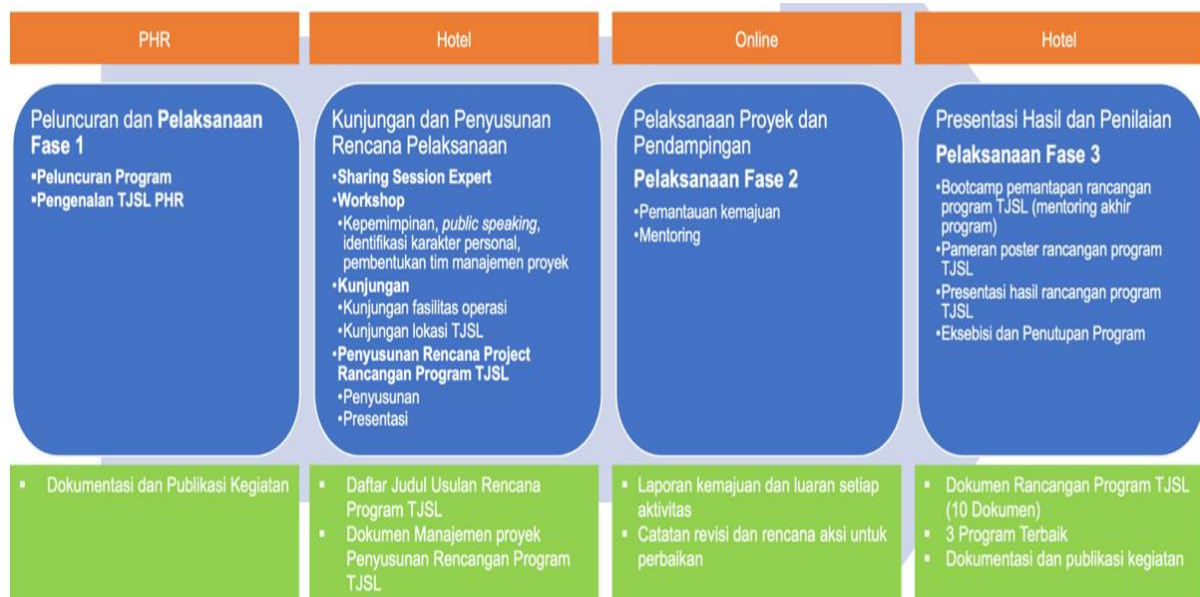 PHR
Peluncuran dan Pelaksanaan
Fase 1
▪Peluncuran Program
▪Pengenalan TJSL PHR
▪ Dokumentasi dan Publikasi Kegiatan
Hotel
Kunjungan dan Penyusunan
Rencana Pelaksanaan
•Sharing Session Expert
•Workshop
•Kepemimpinan, public speaking,
identifikasi karakter personal,
pembentukan tim manajemen proyek
•Kunjungan
•Kunjungan fasilitas operasi
•Kunjungan lokasi TJSL
•Penyusunan Rencana Project
Rancangan Program TJSL
•Penyusunan
•Presentasi
▪ Daftar Judul Usulan Rencana
Program TJSL
▪ Dokumen Manajemen proyek
Penyusunan Rencangan Program
TJSL
Online
Pelaksanaan Proyek dan
Pendampingan
Pelaksanaan Fase 2
•Pemantauan kemajuan
•Mentoring
▪ Laporan kemajuan dan luaran setiap
aktivitas
▪ Catatan revisi dan rencana aksi untuk
perbaikan
Hotel
Presentasi Hasil dan Penilaian
Pelaksanaan Fase 3
•Bootcamp pemantapan rancangan
program TJSL (mentoring akhir
program)
•Pameran poster rancangan program
TJSL
•Presentasi hasil rancangan program
TJSL
•Eksebisi dan Penutupan Program
▪ Dokumen Rancangan Program TJSL
(10 Dokumen)
▪ 3 Program Terbaik
▪ Dokumentasi dan publikasi kegiatan